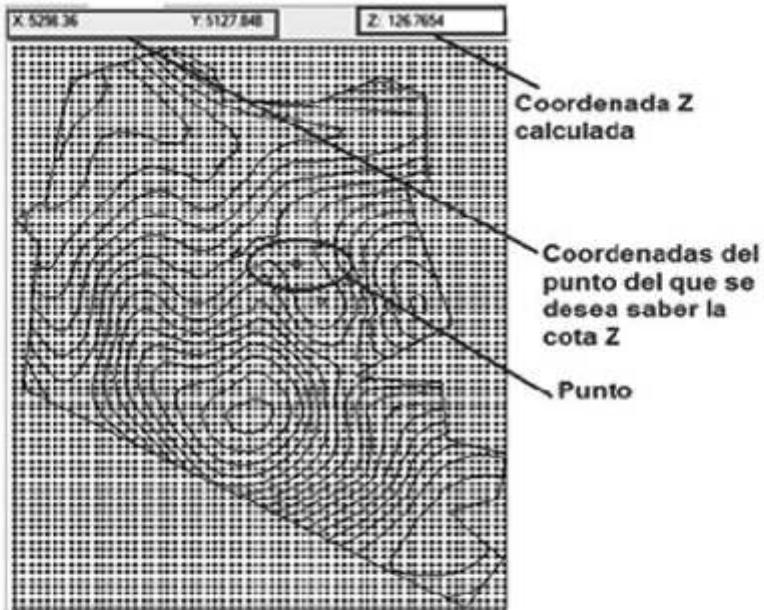 X: 5298.36 Y: 5127.848 Z: 126.7654
Coordenada Z
calculada
Coordenadas del
punto del que se
desea saber la
cota Z
Punto